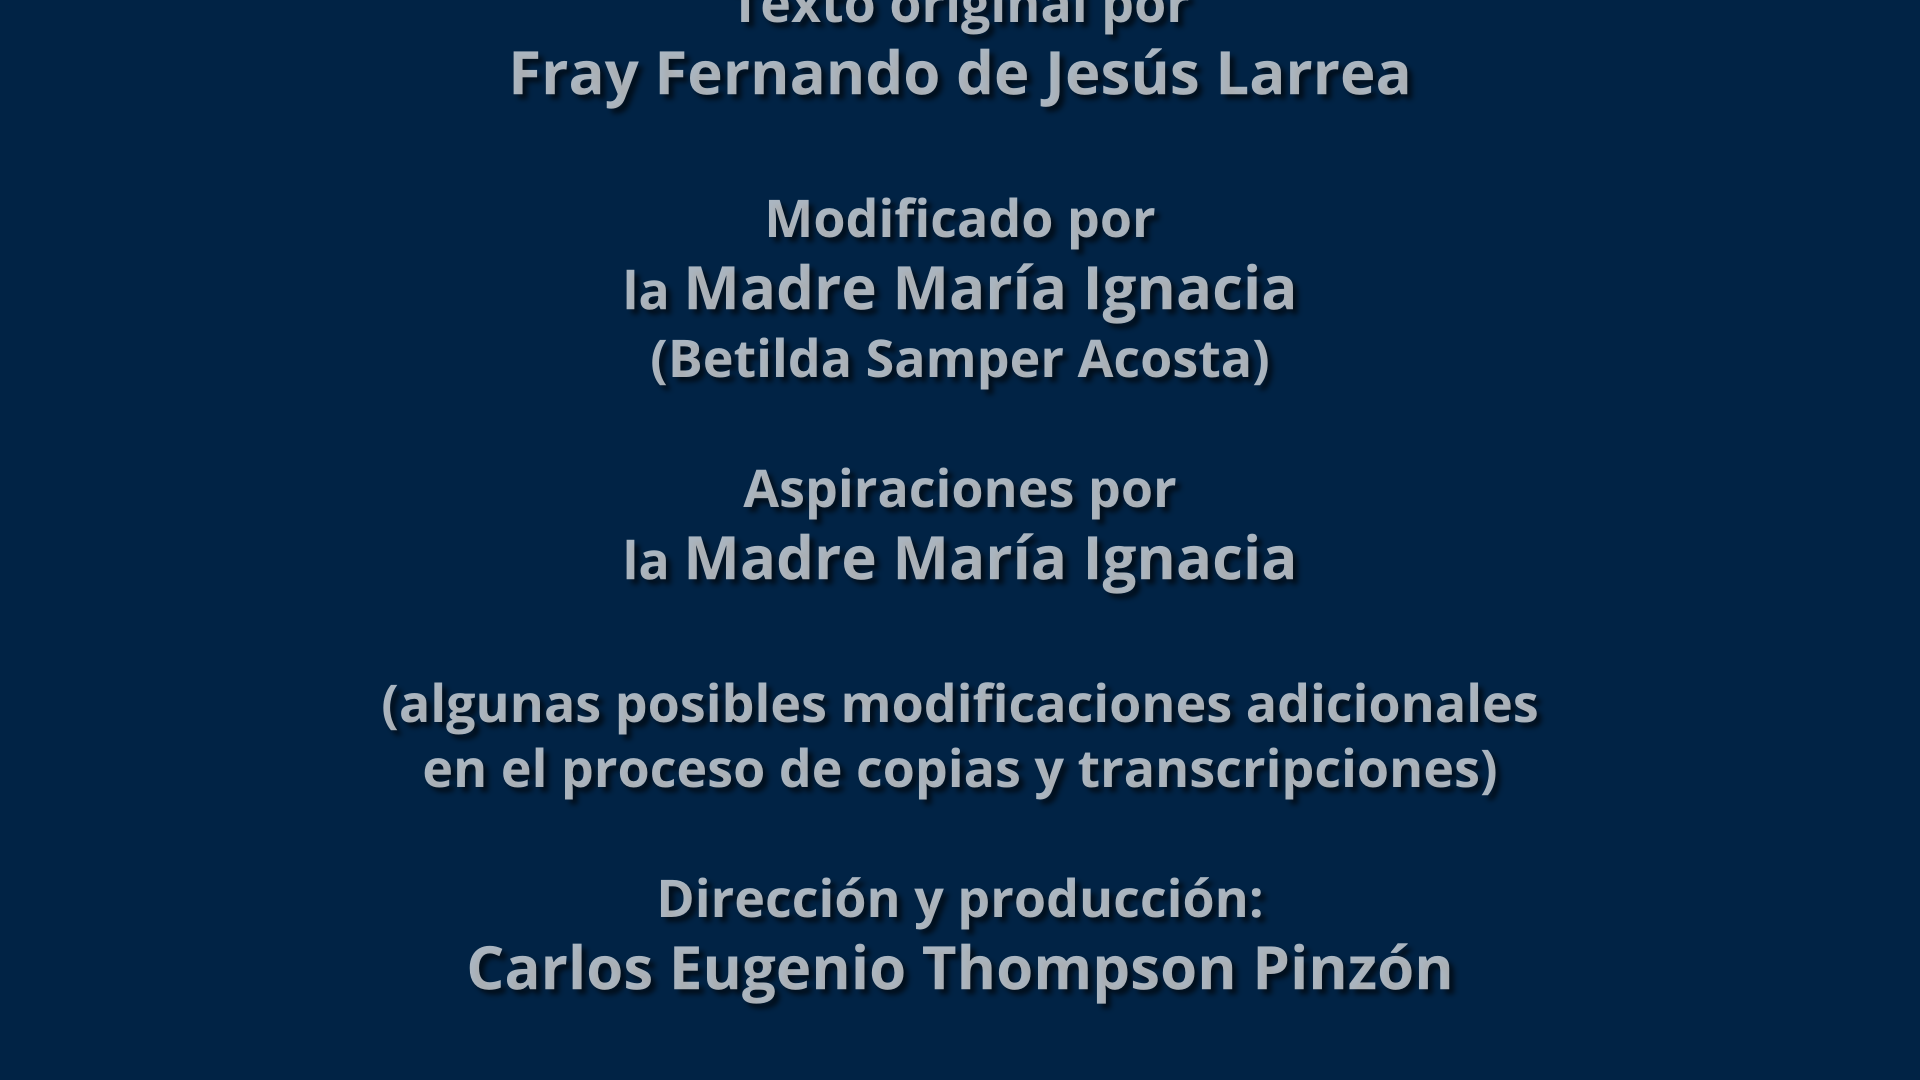 Texto original por
Fray Fernando de Jesús Larrea
Modificado por
la Madre María Ignacia
(Betilda Samper Acosta)
Aspiraciones por
la Madre María Ignacia
(algunas posibles modificaciones adicionales
en el proceso de copias y transcripciones)
Dirección y producción:
Carlos Eugenio Thompson Pinzón